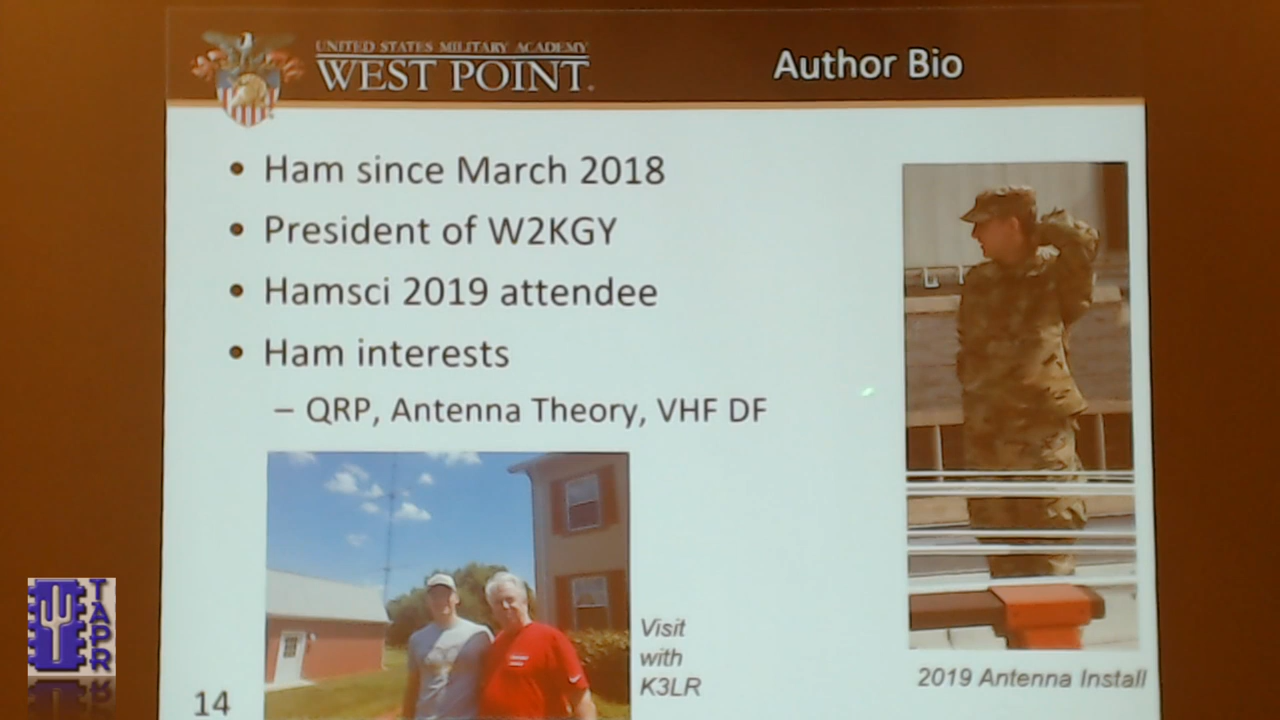 UNITED STATES MILITARY ACADEMY
WEST POINT.
Author Bio
• Ham since March 2018
• President of W2KGY
• Hamsci 2019 attendee
• Ham interests
– QRP, Antenna Theory, VHF DF
Visit
with
K3LR
2019 Antenna Install
14
TAPR